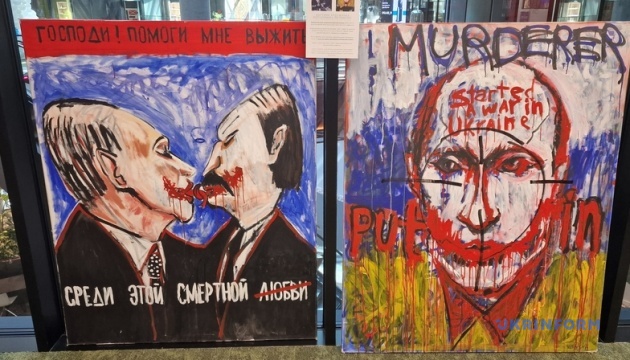 ГОСПОДИ! ПОМОГИ МНЕ ВЫЖИТЬ
СРЕДИ ЭТОЙ СМЕРТНОЙ ЛЮБВИ
MURDERER
started
a war in
UKRaiNE
PUT in
UKRINFORM